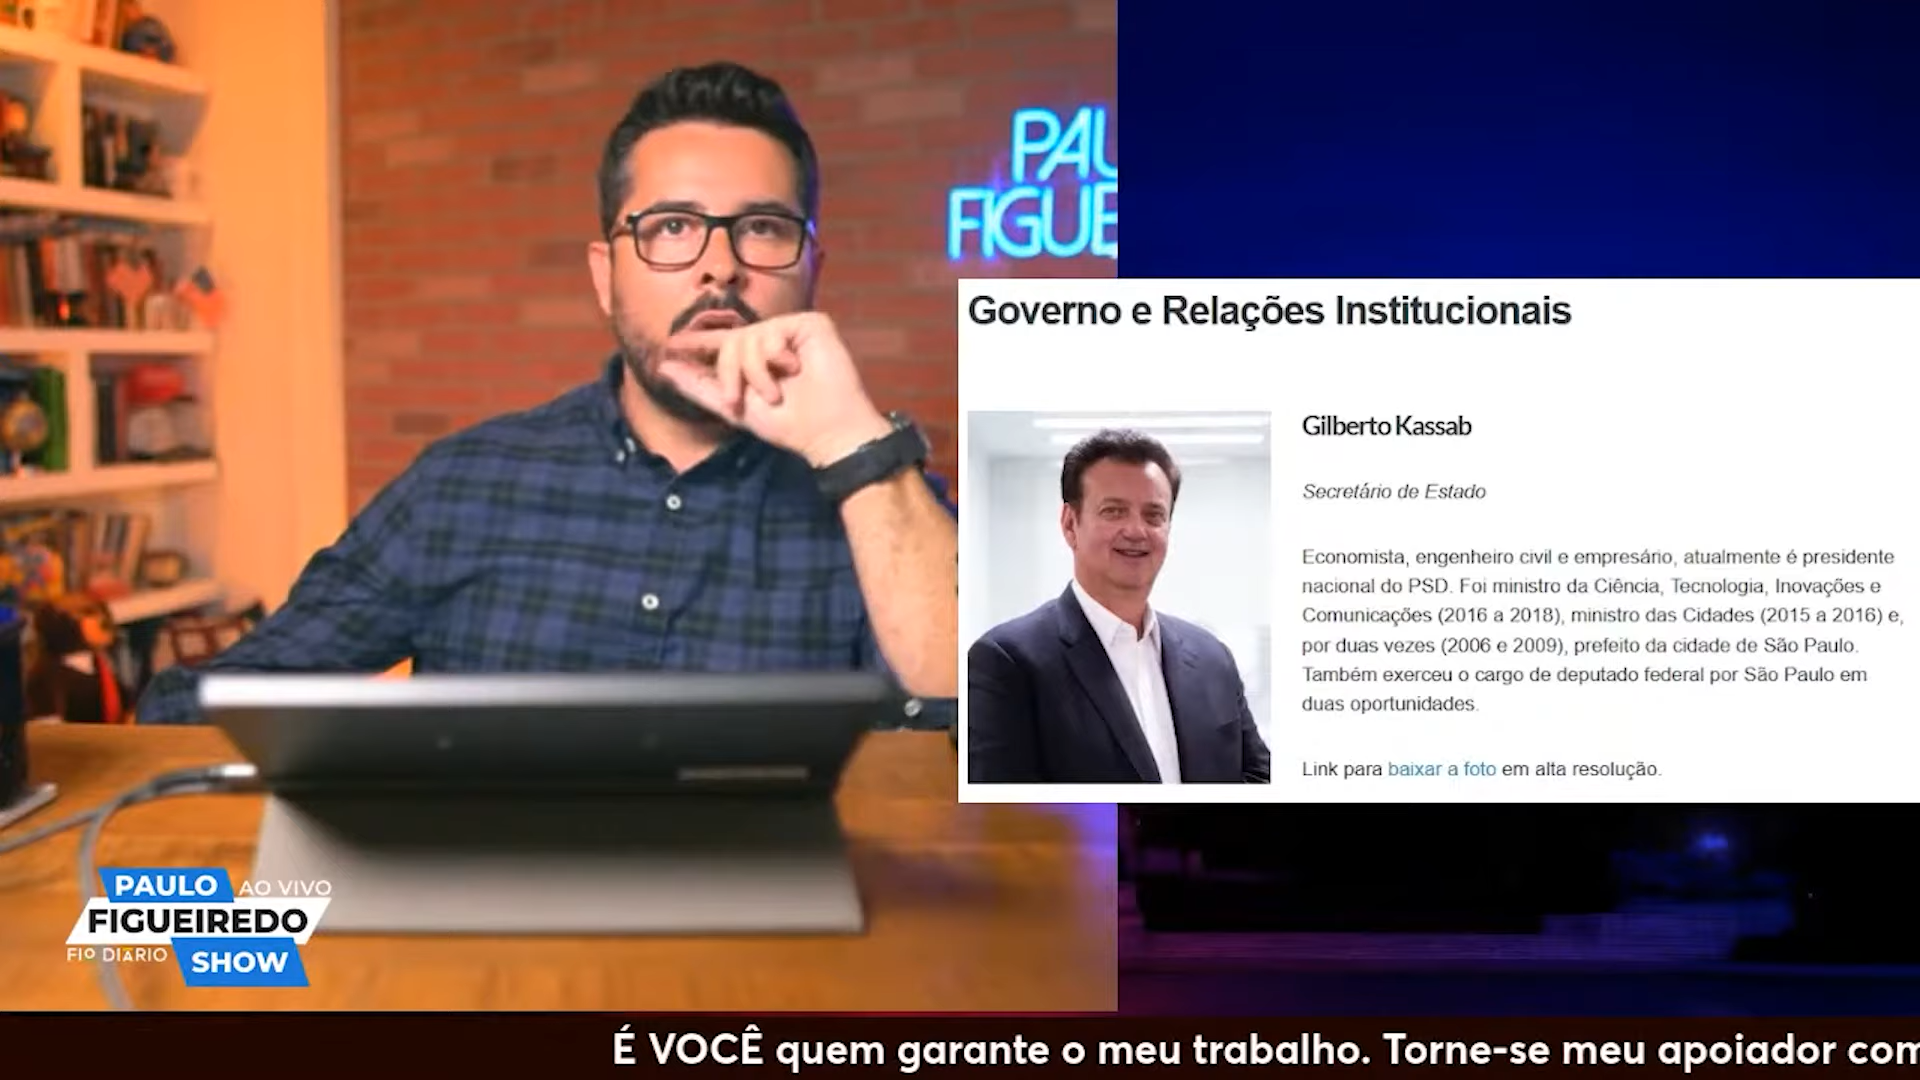 PAU
FIGUE
Governo e Relações Institucionais
Gilberto Kassab
Secretário de Estado
Economista, engenheiro civil e empresário, atualmente é presidente
nacional do PSD. Foi ministro da Ciência, Tecnologia, Inovações e
Comunicações (2016 a 2018), ministro das Cidades (2015 a 2016) e,
por duas vezes (2006 e 2009), prefeito da cidade de São Paulo.
Também exerceu o cargo de deputado federal por São Paulo em
duas oportunidades.
Link para baixar a foto em alta resolução.
PAULO AO VIVO
FIGUEIREDO
FIO DIÁRIO SHOW
É VOCÊ quem garante o meu trabalho. Torne-se meu apoiador com